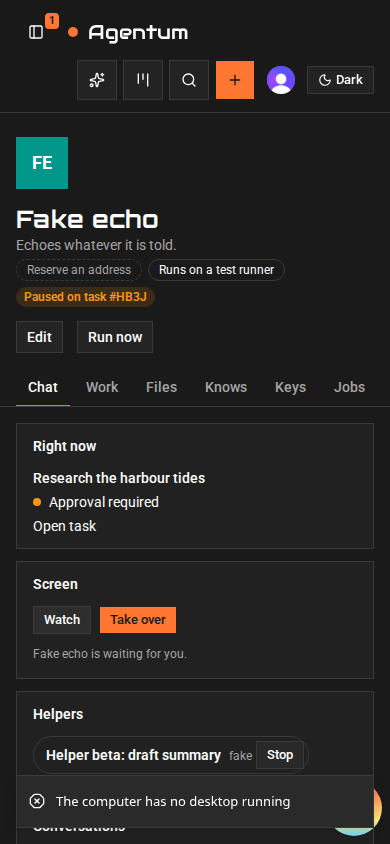 1
Agentum
Dark
FE
Fake echo
Echoes whatever it is told.
Reserve an address
Runs on a test runner
Paused on task #HB3J
Edit
Run now
Chat
Work
Files
Knows
Keys
Jobs
Right now
Research the harbour tides
Approval required
Open task
Screen
Watch
Take over
Fake echo is waiting for you.
Helpers
Helper beta: draft summary fake
Stop
The computer has no desktop running
Conversations